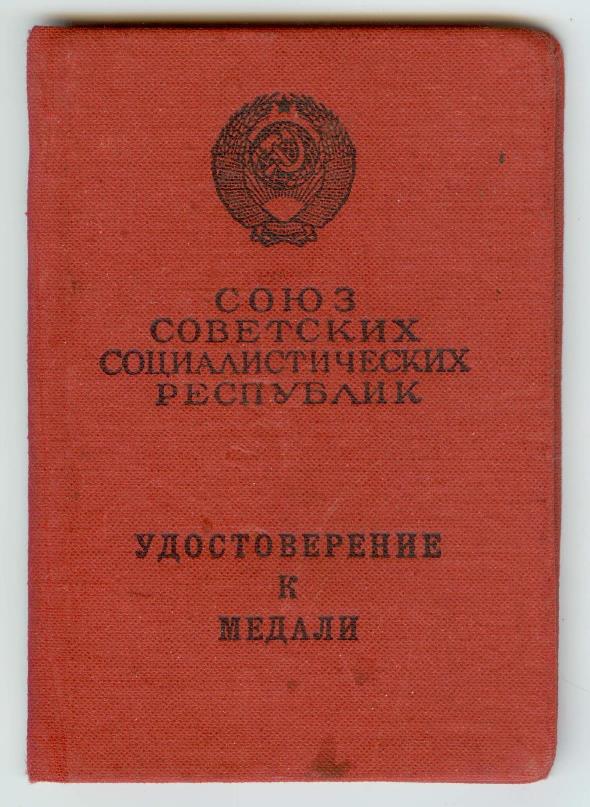 СОЮЗ
СОВЕТСКИХ
СОЦИАЛИСТИЧЕСКИХ
РЕСПУБЛИК
УДОСТОВЕРЕНИЕ
К
МЕДАЛИ